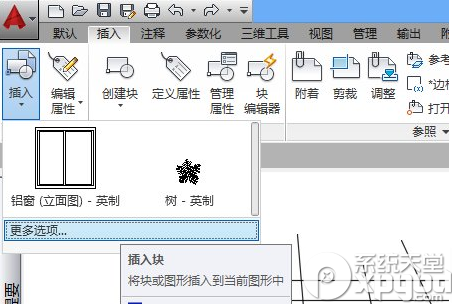 默认 插入 注释 参数化 三维工具 视图 管理 输出
插入 编辑属性 创建块 定义属性 管理属性 块编辑器 附着 剪裁 调整 参
*边框
打开
参照
铝窗 (立面图) - 英制 树 - 英制
更多选项...
插入块
将块或图形插入到当前图形中
系统天堂
xpgod.com
概要